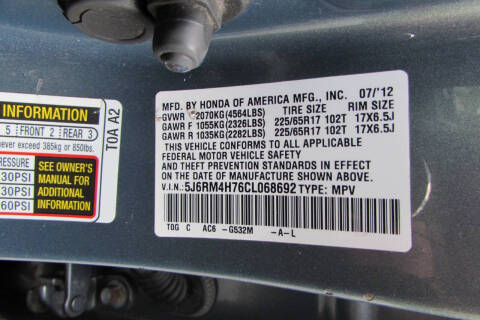 INFORMATION
5 FRONT 2 REAR 3
ever exceed 385kg or 850lbs.
PRESSURE
30PSI
30PSI
60PSI
SEE OWNER'S
MANUAL FOR
ADDITIONAL
INFORMATION
T0A A2
MFD. BY HONDA OF AMERICA MFG., INC. 07/'12
GVWR 2070KG(4564LBS) TIRE SIZE RIM SIZE
GAWR F 1055KG(2326LBS) 225/65R17 102T 17X6.5J
GAWR R 1035KG(2282LBS) 225/65R17 102T 17X6.5J
THIS VEHICLE CONFORMS TO ALL APPLICABLE
FEDERAL MOTOR VEHICLE SAFETY
AND THEFT PREVENTION STANDARDS IN EFFECT
ON THE DATE OF MANUFACTURE SHOWN ABOVE.
V.I.N.: 5J6RM4H76CL068692 TYPE: MPV
T0G C AC6 -G532M -A-L